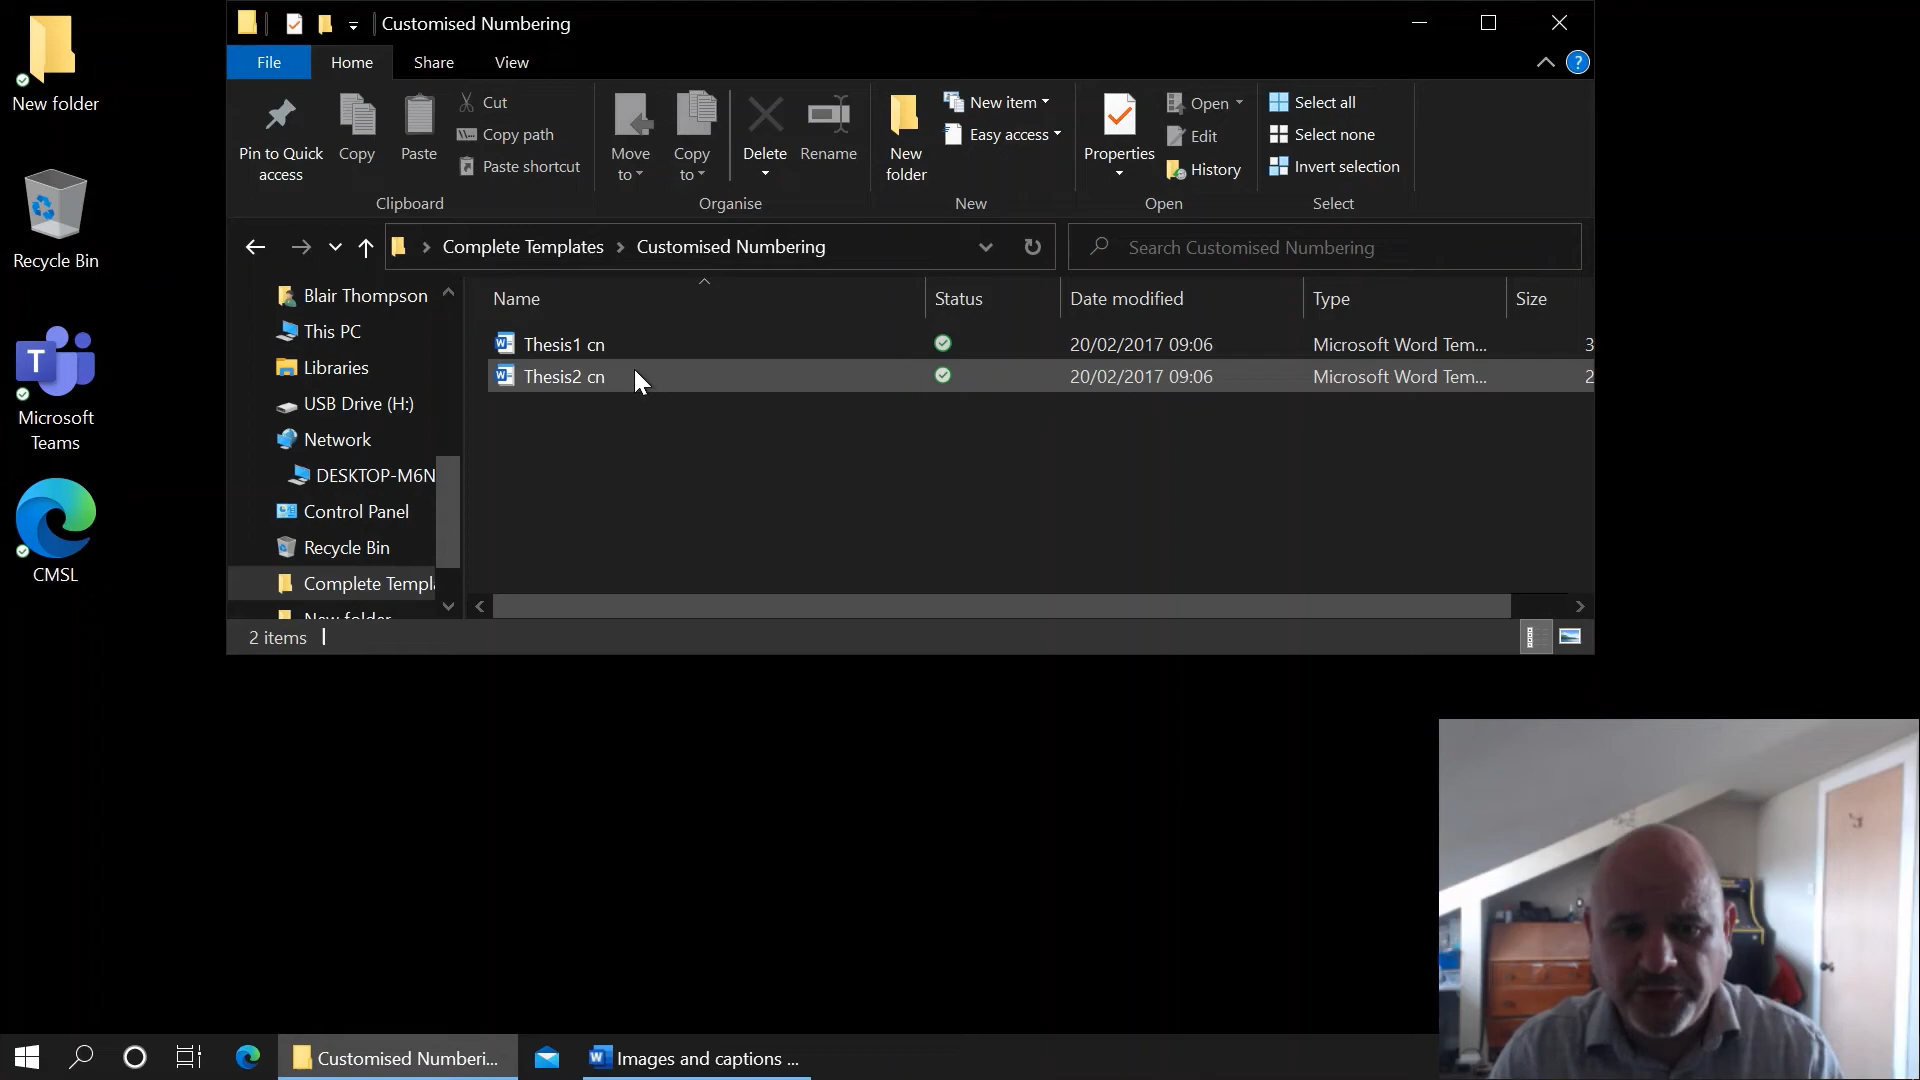 Customised Numbering
File Home Share View
?
Pin to Quick access
Copy
Paste
Cut
Copy path
Paste shortcut
Clipboard
Move to
Copy to
Delete
Rename
Organise
New folder
New item
Easy access
New
Properties
Open
Edit
History
Open
Select all
Select none
Invert selection
Select
Complete Templates > Customised Numbering
Search Customised Numbering
Blair Thompson
This PC
Libraries
USB Drive (H:)
Network
DESKTOP-M6N
Control Panel
Recycle Bin
Complete Templ
New folder
Name Status Date modified Type Size
Thesis1 cn 20/02/2017 09:06 Microsoft Word Tem... 3
Thesis2 cn 20/02/2017 09:06 Microsoft Word Tem... 2
2 items
New folder
Recycle Bin
T
Microsoft
Teams
CMSL
Customised Numberi...
Images and captions ...